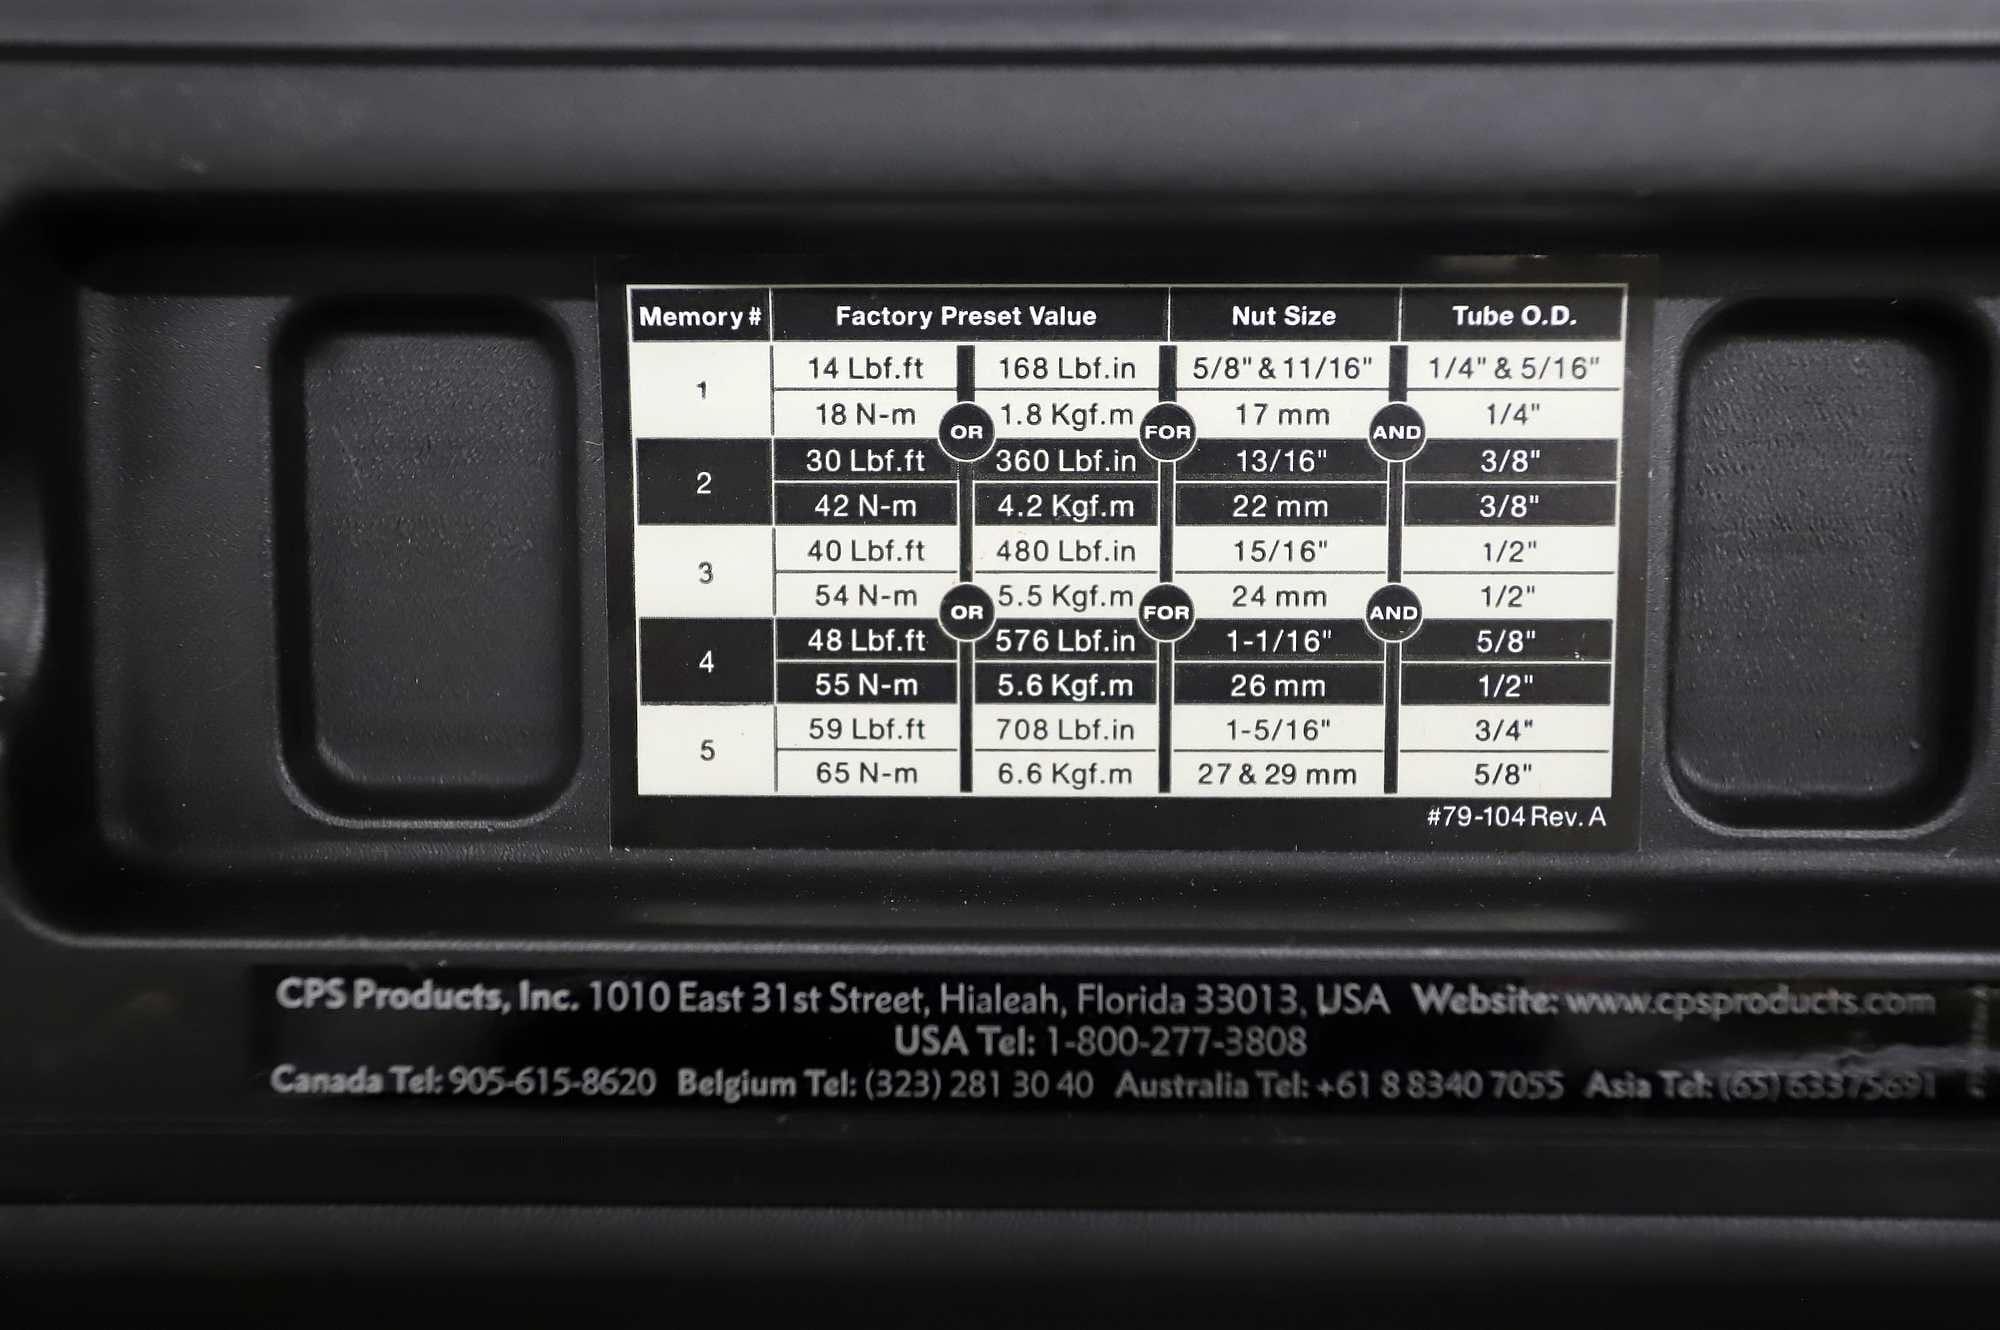 Memory # Factory Preset Value Nut Size Tube O.D.
1
14 Lbf.ft 168 Lbf.in 5/8" & 11/16" 1/4" & 5/16"
18 N-m 1.8 Kgf.m 17 mm 1/4"
OR FOR AND
2
30 Lbf.ft 360 Lbf.in 13/16" 3/8"
42 N-m 4.2 Kgf.m 22 mm 3/8"
3
40 Lbf.ft 480 Lbf.in 15/16" 1/2"
54 N-m 5.5 Kgf.m 24 mm 1/2"
OR FOR AND
4
48 Lbf.ft 576 Lbf.in 1-1/16" 5/8"
55 N-m 5.6 Kgf.m 26 mm 1/2"
5
59 Lbf.ft 708 Lbf.in 1-5/16" 3/4"
65 N-m 6.6 Kgf.m 27 & 29 mm 5/8"
#79-104 Rev. A
CPS Products, Inc. 1010 East 31st Street, Hialeah, Florida 33013, USA Website: www.cpsproducts.com
USA Tel: 1-800-277-3808
Canada Tel: 905-615-8620 Belgium Tel: (323) 281 30 40 Australia Tel: +61 8 8340 7055 Asia Tel: (65) 63375691